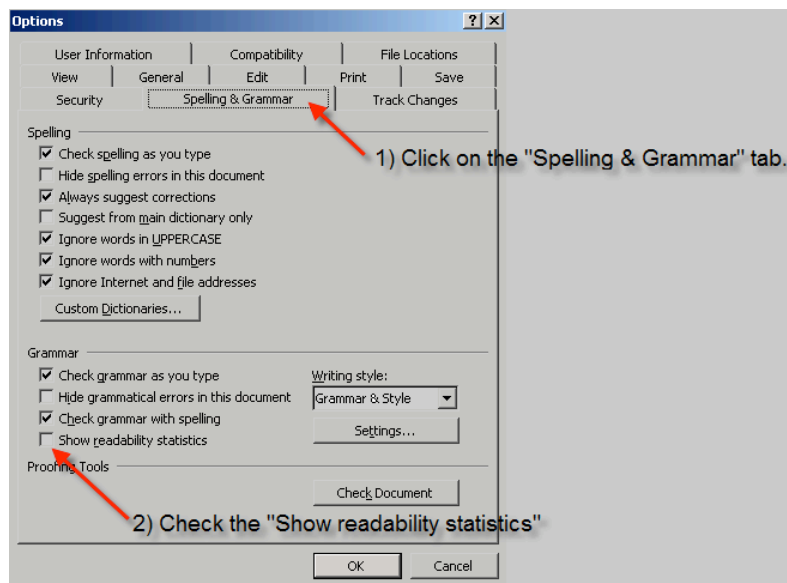 Options
User Information Compatibility File Locations
View General Edit Print Save
Security Spelling & Grammar Track Changes
1) Click on the "Spelling & Grammar" tab.
Spelling
Check spelling as you type
Hide spelling errors in this document
Always suggest corrections
Suggest from main dictionary only
Ignore words in UPPERCASE
Ignore words with numbers
Ignore Internet and file addresses
Custom Dictionaries...
Grammar
Check grammar as you type Writing style:
Hide grammatical errors in this document Grammar & Style
Check grammar with spelling
Show readability statistics Settings...
Proofing Tools
Check Document
2) Check the "Show readability statistics"
OK Cancel